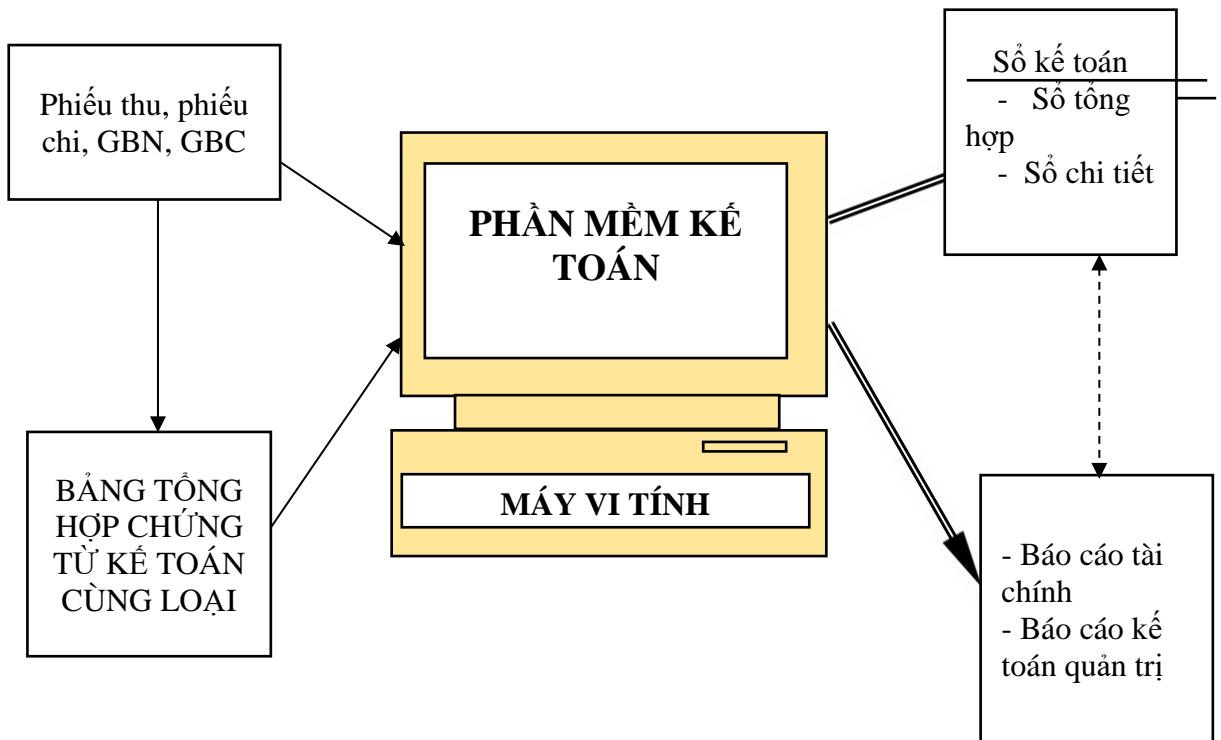 Phiếu thu, phiếu
chi, GBN, GBC
BẢNG TỔNG
HỢP CHỨNG
TỪ KẾ TOÁN
CÙNG LOẠI
PHẦN MỀM KẾ
TOÁN
MÁY VI TÍNH
Sổ kế toán
- Sổ tổng
hợp
- Sổ chi tiết
- Báo cáo tài
chính
- Báo cáo kế
toán quản trị